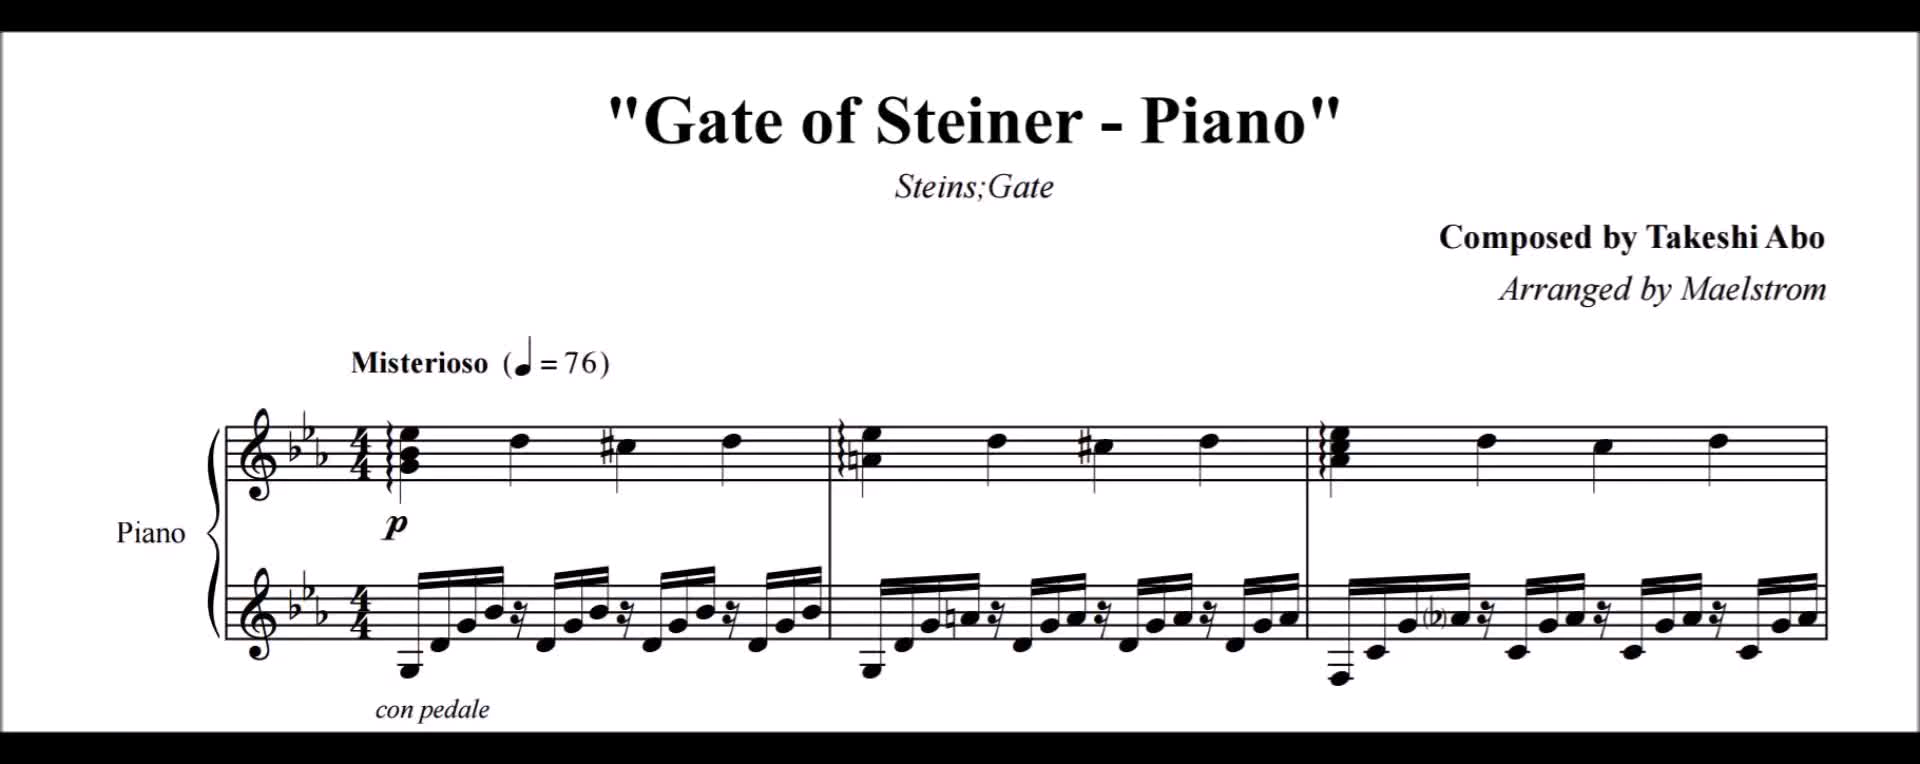 "Gate of Steiner - Piano"
Steins;Gate
Composed by Takeshi Abo
Arranged by Maelstrom
Misterioso (♩ = 76)
Piano
p
con pedale